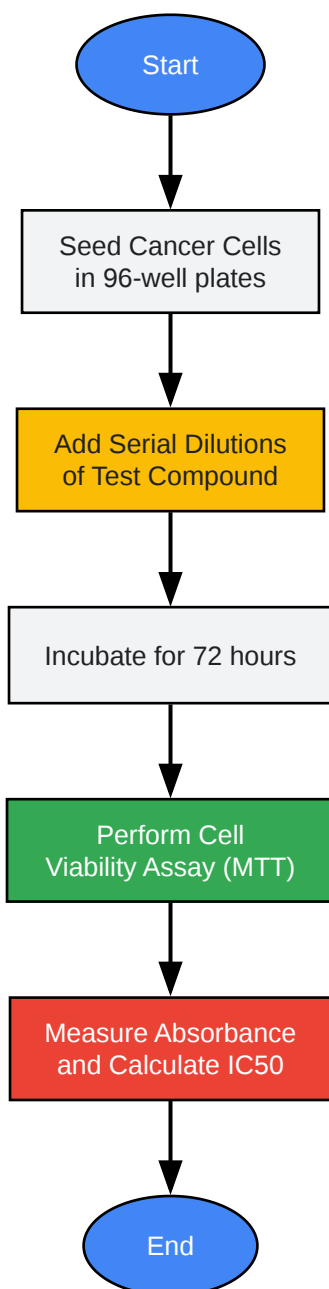 Start
Seed Cancer Cells
in 96-well plates
Add Serial Dilutions
of Test Compound
Incubate for 72 hours
Perform Cell
Viability Assay (MTT)
Measure Absorbance
and Calculate IC50
End